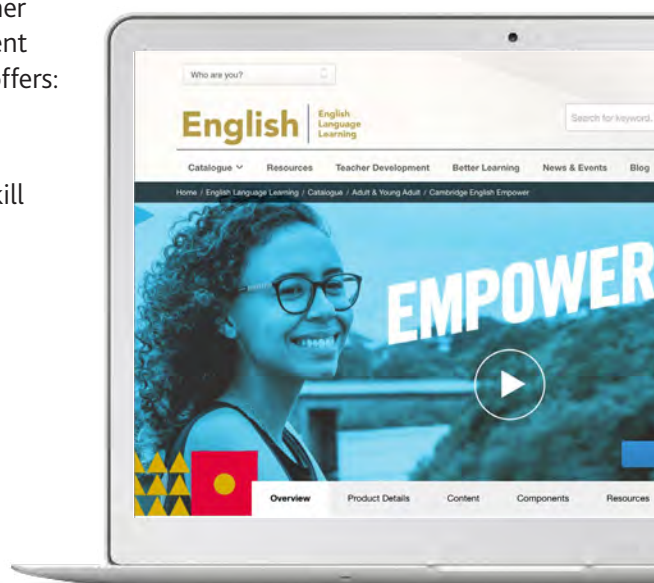 ner
ent
offers:
kill
Who are you?
English
English
Language
Learning
Search for keyword,
Catalogue Resources Teacher Development Better Learning News & Events Blog
Home / English Language Learning / Catalogue / Adult & Young Adult / Cambridge English Empower
EMPOWER
Overview Product Details Content Components Resources